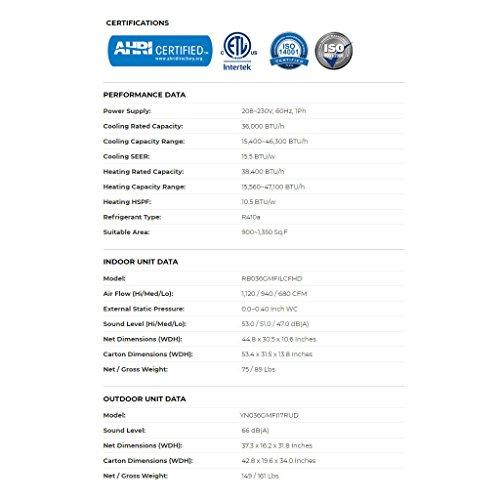 CERTIFICATIONS
AHRI CERTIFIED™
www.ahridirectory.org
ETL
C US
Intertek
ISO
14001
CERTIFIED
ISO
PERFORMANCE DATA
Power Supply: 208-230v, 60Hz, 1Ph
Cooling Rated Capacity: 36,000 BTU/h
Cooling Capacity Range: 15,400-46,300 BTU/h
Cooling SEER: 15.5 BTU/w
Heating Rated Capacity: 38,400 BTU/h
Heating Capacity Range: 15,560-47,100 BTU/h
Heating HSPF: 10.5 BTU/w
Refrigerant Type: R410a
Suitable Area: 900-1,350 Sq.F
INDOOR UNIT DATA
Model: RB036GMFILCFHD
Air Flow (Hi/Med/Lo): 1,120 / 940 / 680 CFM
External Static Pressure: 0.0-0.40 Inch WC
Sound Level (Hi/Med/Lo): 53.0 / 51.0 / 47.0 dB(A)
Net Dimensions (WDH): 44.8 x 30.5 x 10.6 Inches
Carton Dimensions (WDH): 53.4 x 31.5 x 13.8 Inches
Net / Gross Weight: 75 / 89 Lbs
OUTDOOR UNIT DATA
Model: YN036GMFI17RUD
Sound Level: 66 dB(A)
Net Dimensions (WDH): 37.3 x 16.2 x 31.8 Inches
Carton Dimensions (WDH): 42.8 x 19.6 x 34.0 Inches
Net / Gross Weight: 149 / 161 Lbs